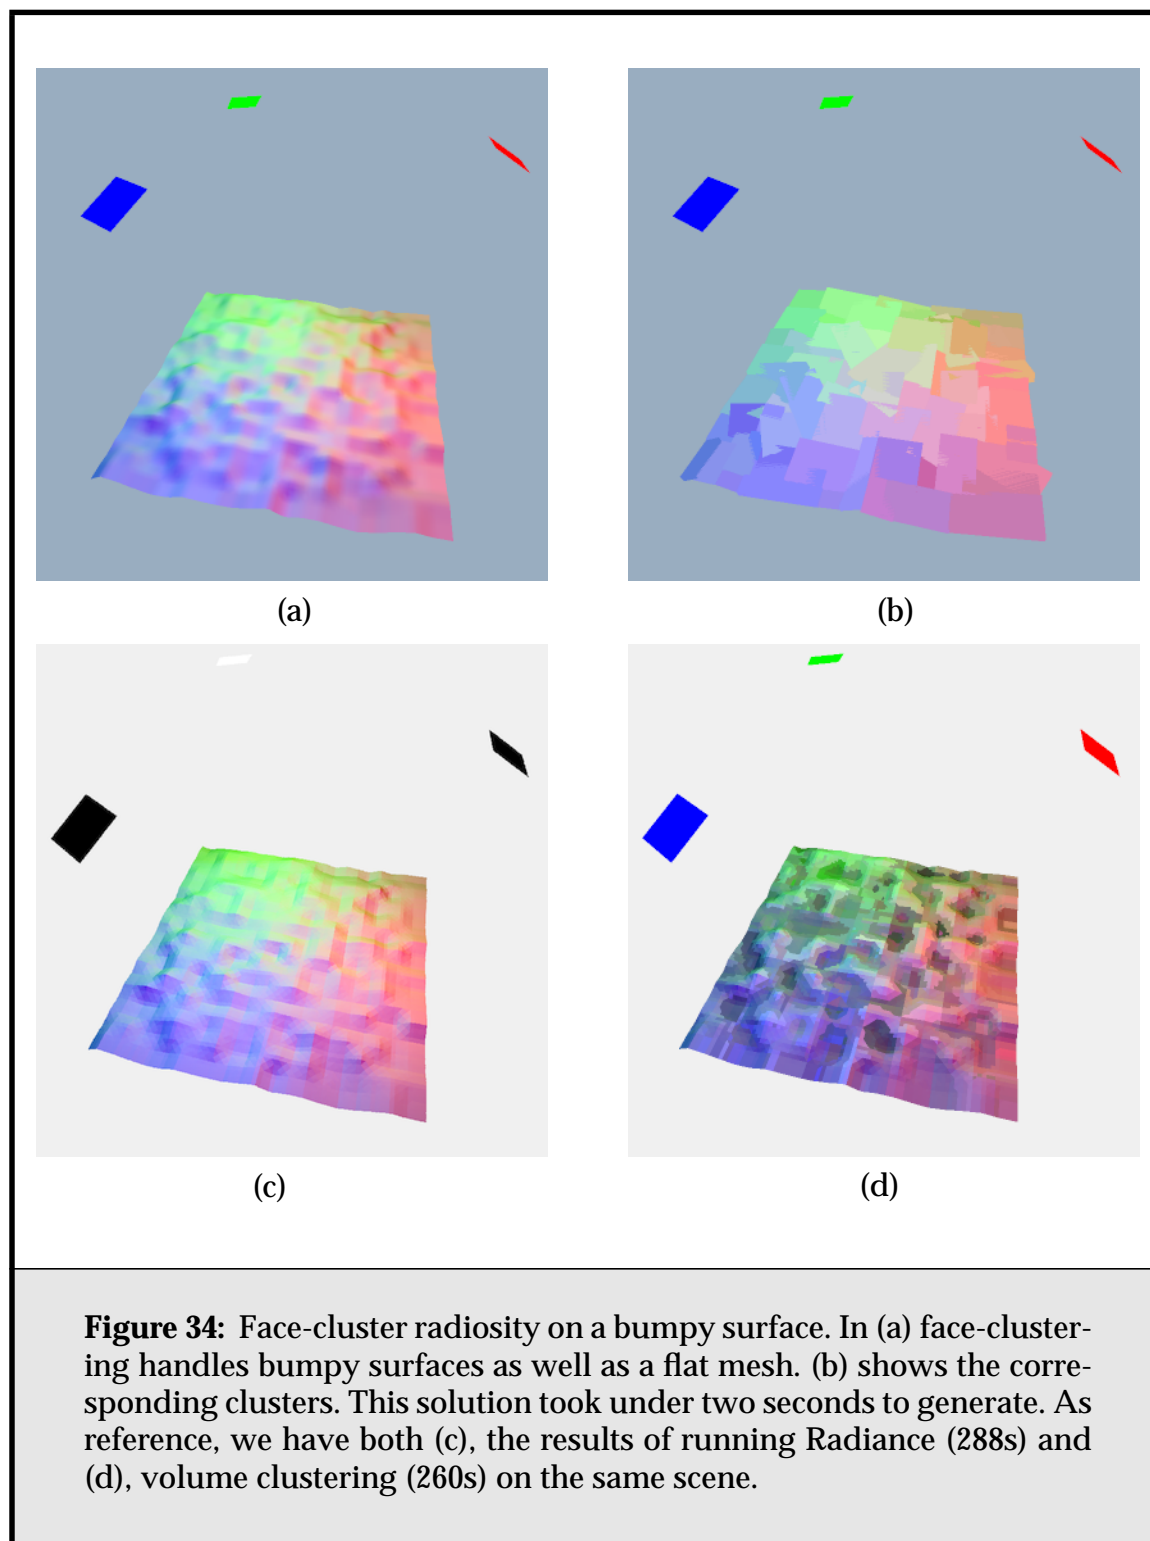 (a)
(b)
(c)
(d)
Figure 34: Face-cluster radiosity on a bumpy surface. In (a) face-cluster-
ing handles bumpy surfaces as well as a flat mesh. (b) shows the corre-
sponding clusters. This solution took under two seconds to generate. As
reference, we have both (c), the results of running Radiance (288s) and
(d), volume clustering (260s) on the same scene.